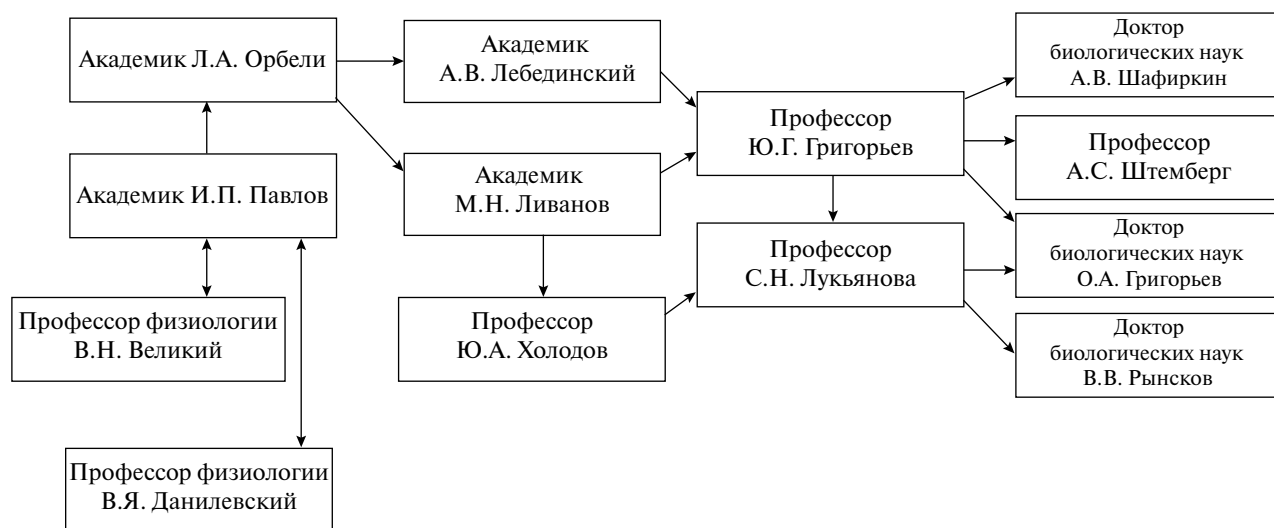 Академик Л.А. Орбели
Академик И.П. Павлов
Профессор физиологии
В.Н. Великий
Профессор физиологии
В.Я. Данилевский
Академик
А.В. Лебединский
Академик
М.Н. Ливанов
Профессор
Ю.А. Холодов
Профессор
Ю.Г. Григорьев
Профессор
С.Н. Лукьянова
Доктор
биологических наук
А.В. Шафиркин
Профессор
А.С. Штемберг
Доктор
биологических наук
О.А. Григорьев
Доктор
биологических наук
В.В. Рынсков